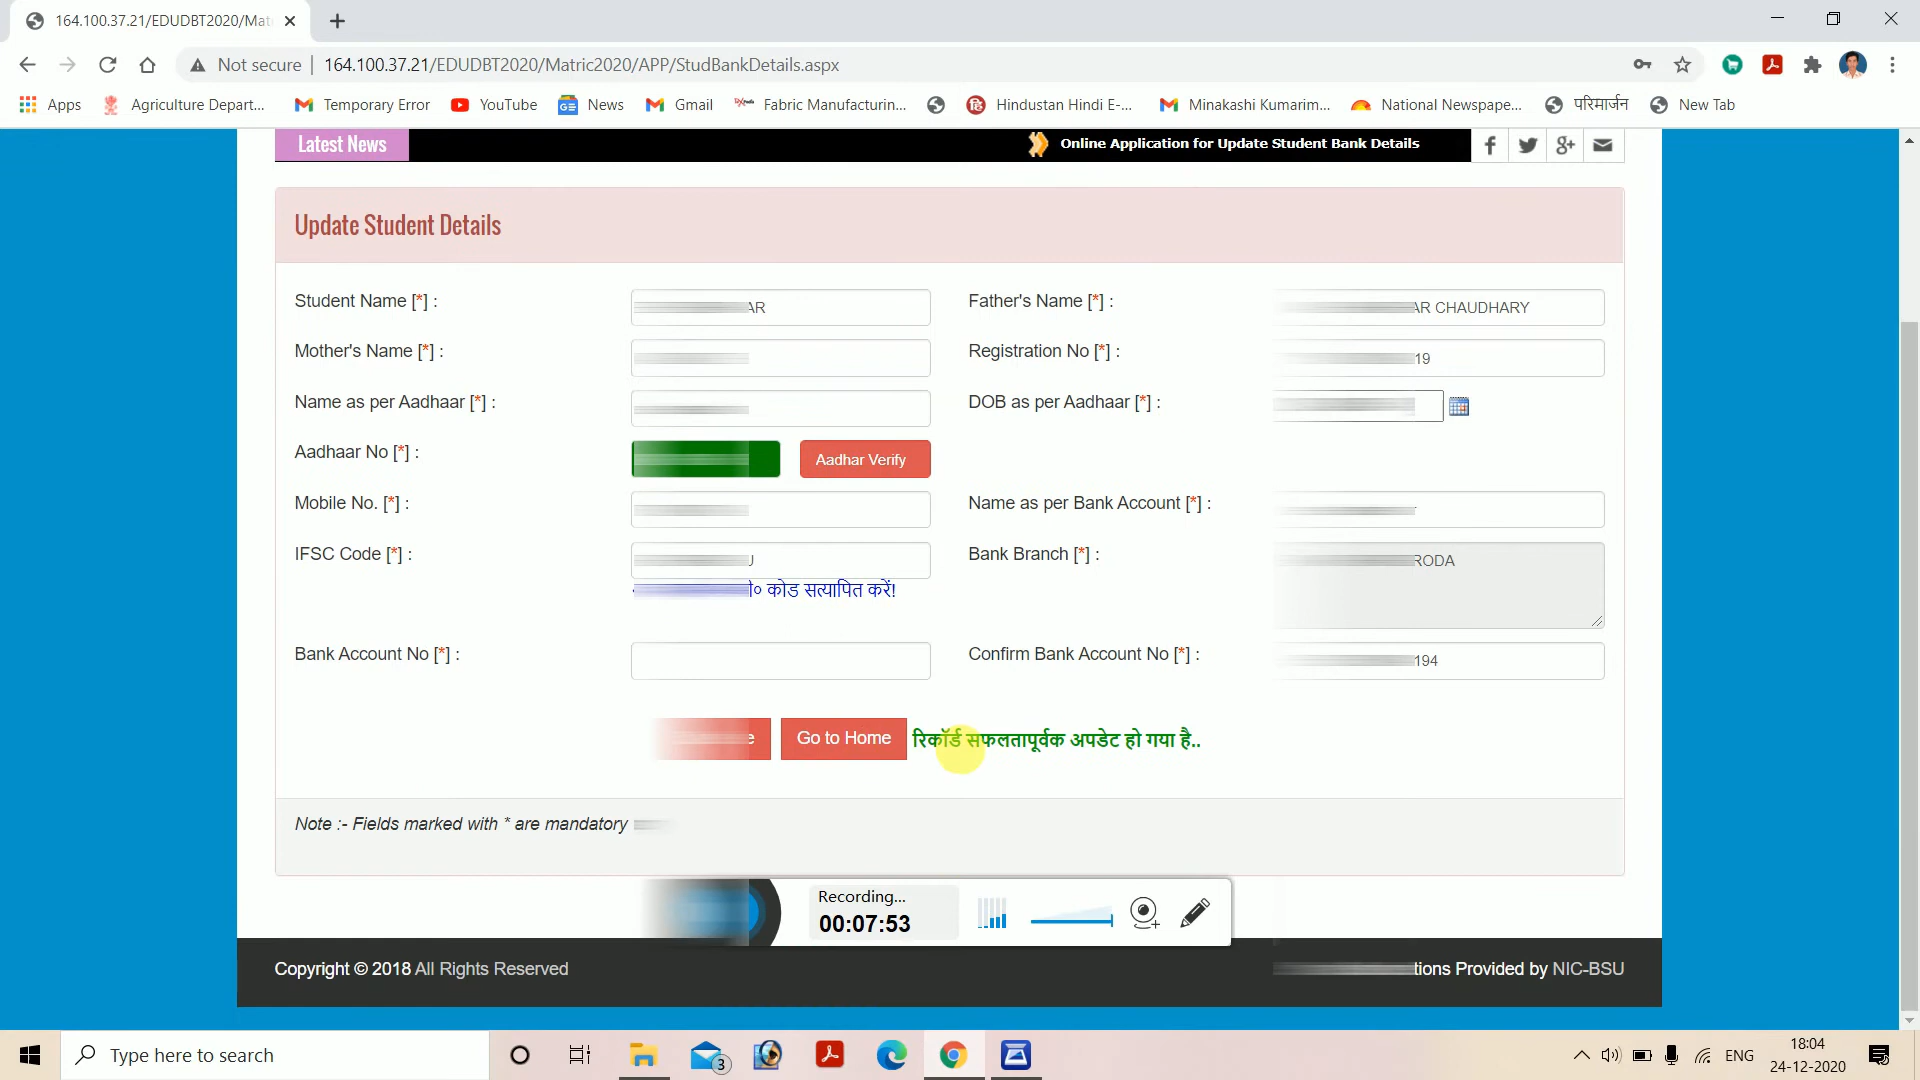 164.100.37.21/EDUDBT2020/Mat
Not secure 164.100.37.21/EDUDBT2020/Matric2020/APP/StudBankDetails.aspx
Apps Agriculture Depart... Temporary Error YouTube News Gmail Fabric Manufacturin... Hindustan Hindi E-... Minakashi Kumarim... National Newspape... परिमार्जन New Tab
Latest News Online Application for Update Student Bank Details
Update Student Details
Student Name [*] : AR Father's Name [*] : AR CHAUDHARY
Mother's Name [*] : Registration No [*] : 19
Name as per Aadhaar [*] : DOB as per Aadhaar [*] :
Aadhaar No [*] : Aadhar Verify
Mobile No. [*] : Name as per Bank Account [*] :
IFSC Code [*] : Bank Branch [*] : RODA
कोड सत्यापित करें!
Bank Account No [*] : Confirm Bank Account No [*] : 194
Go to Home रिकॉर्ड सफलतापूर्वक अपडेट हो गया है..
Note :- Fields marked with * are mandatory
Recording...
00:07:53
Copyright © 2018 All Rights Reserved tions Provided by NIC-BSU
Type here to search 3 ENG 18:04
24-12-2020